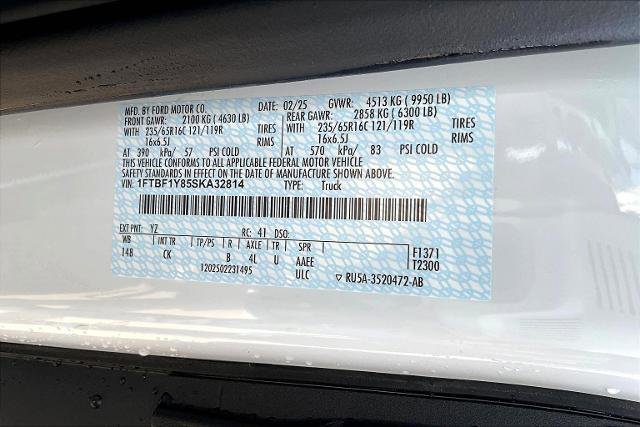 MFD. BY FORD MOTOR CO. DATE: 02/25 GVWR: 4513 KG ( 9950 LB)
FRONT GAWR: 2100 KG ( 4630 LB) REAR GAWR: 2858 KG ( 6300 LB)
WITH 235/65R16C 121/119R TIRES WITH 235/65R16C 121/119R TIRES
16x6.5J RIMS 16x6.5J RIMS
AT 390 kPa/ 57 PSI COLD AT 570 kPa/ 83 PSI COLD
THIS VEHICLE CONFORMS TO ALL APPLICABLE FEDERAL MOTOR VEHICLE
SAFETY STANDARDS IN EFFECT ON THE DATE OF MANUFACTURE SHOWN ABOVE.
VIN: 1FTBF1Y85SKA32814 TYPE: Truck
EXT PNT: YZ RC: 41 DSO:
WB INT TR TP/PS R AXLE TR SPR F1371
14B CK B 4L U AAEE T2300
1202502231495 ULC ▽ RU5A-3520472-AB